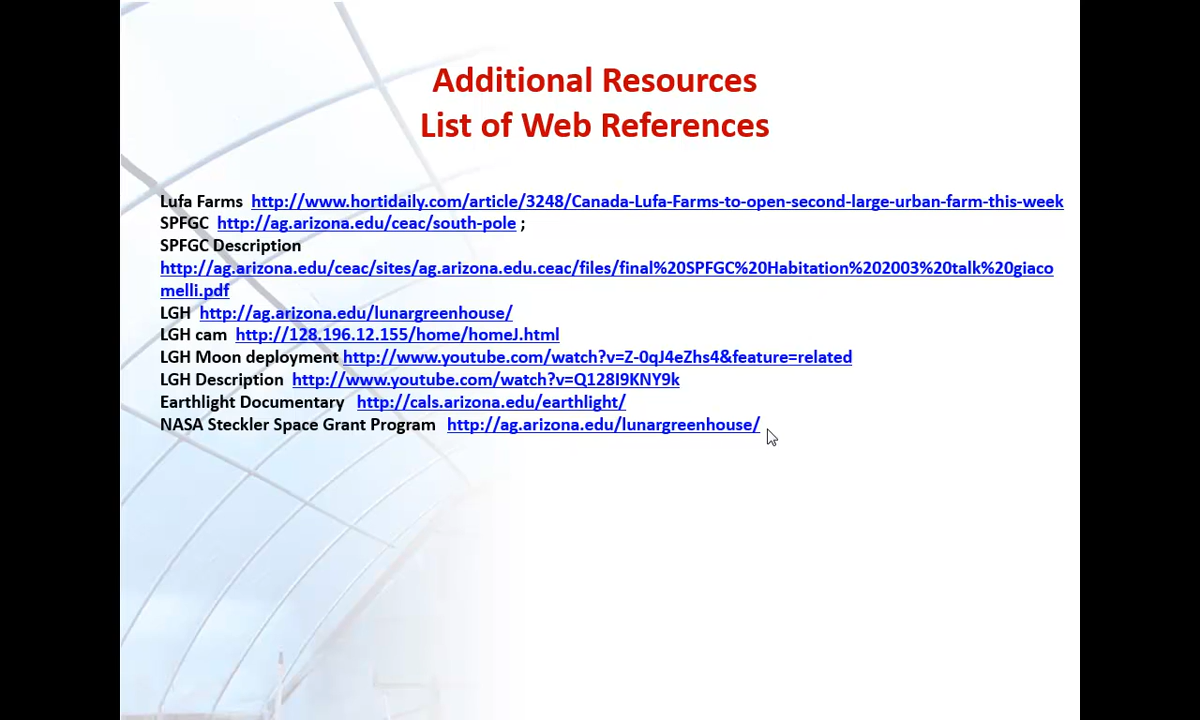 Additional Resources
List of Web References
Lufa Farms http://www.hortidaily.com/article/3248/Canada-Lufa-Farms-to-open-second-large-urban-farm-this-week
SPFGC http://ag.arizona.edu/ceac/south-pole ;
SPFGC Description
http://ag.arizona.edu/ceac/sites/ag.arizona.edu.ceac/files/final%20SPFGC%20Habitation%202003%20talk%20giaco
melli.pdf
LGH http://ag.arizona.edu/lunargreenhouse/
LGH cam http://128.196.12.155/home/homeJ.html
LGH Moon deployment http://www.youtube.com/watch?v=Z-0qJ4eZhs4&feature=related
LGH Description http://www.youtube.com/watch?v=Q128I9KNY9k
Earthlight Documentary http://cals.arizona.edu/earthlight/
NASA Steckler Space Grant Program http://ag.arizona.edu/lunargreenhouse/